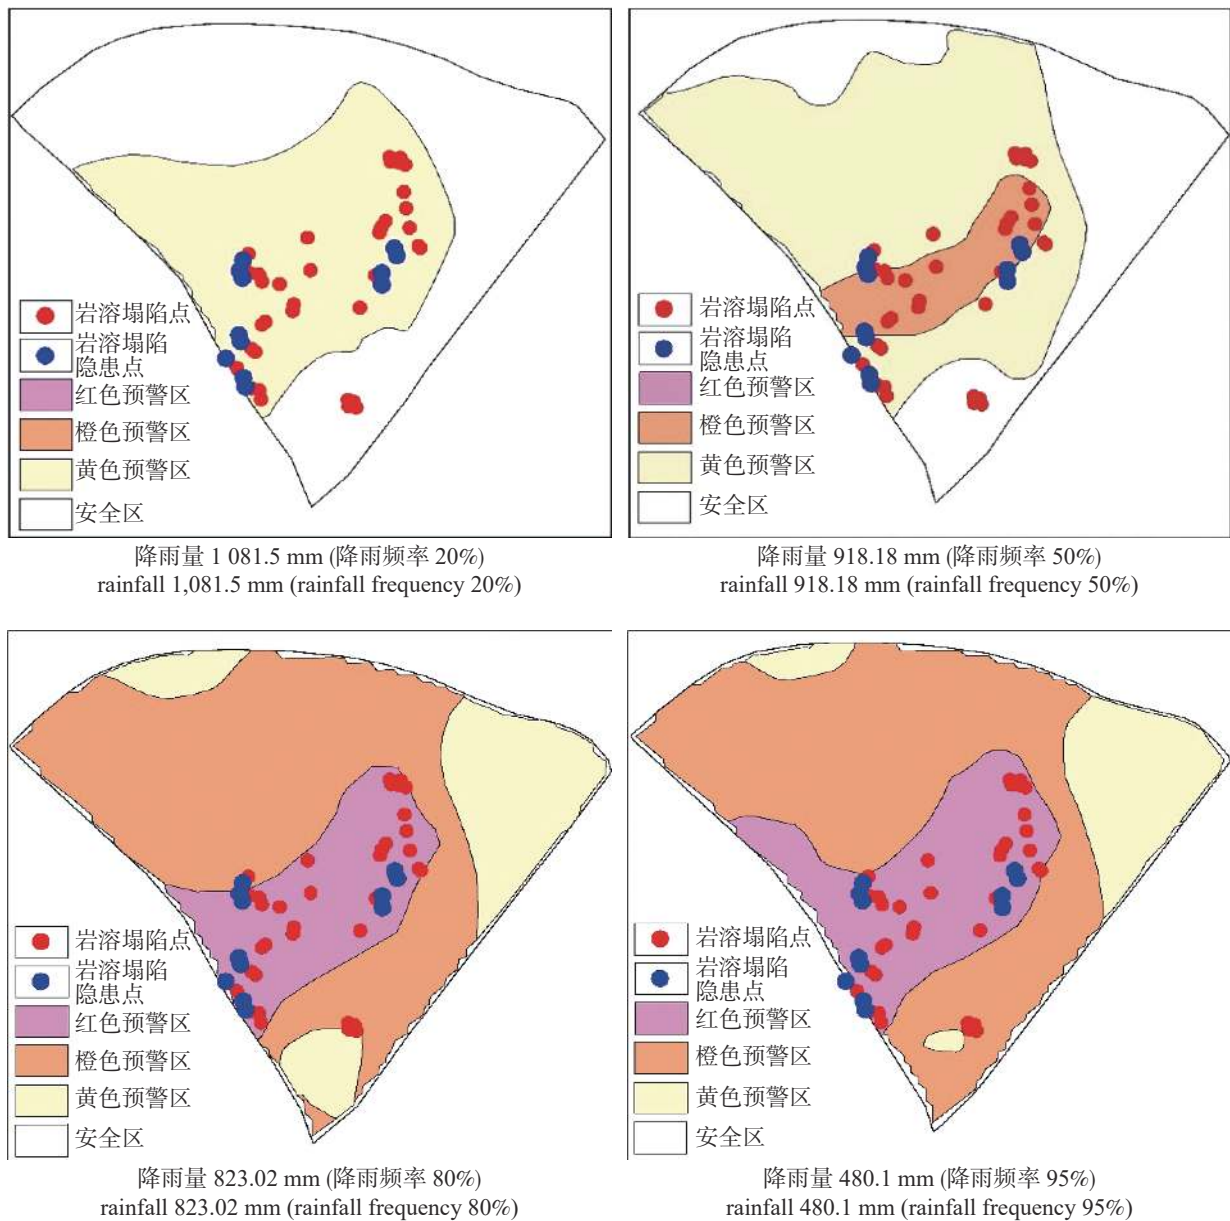 岩溶塌陷点
岩溶塌陷
隐患点
红色预警区
橙色预警区
黄色预警区
安全区
降雨量 1 081.5 mm (降雨频率 20%)
rainfall 1,081.5 mm (rainfall frequency 20%)
岩溶塌陷点
岩溶塌陷
隐患点
红色预警区
橙色预警区
黄色预警区
安全区
降雨量 918.18 mm (降雨频率 50%)
rainfall 918.18 mm (rainfall frequency 50%)
岩溶塌陷点
岩溶塌陷
隐患点
红色预警区
橙色预警区
黄色预警区
安全区
降雨量 823.02 mm (降雨频率 80%)
rainfall 823.02 mm (rainfall frequency 80%)
岩溶塌陷点
岩溶塌陷
隐患点
红色预警区
橙色预警区
黄色预警区
安全区
降雨量 480.1 mm (降雨频率 95%)
rainfall 480.1 mm (rainfall frequency 95%)